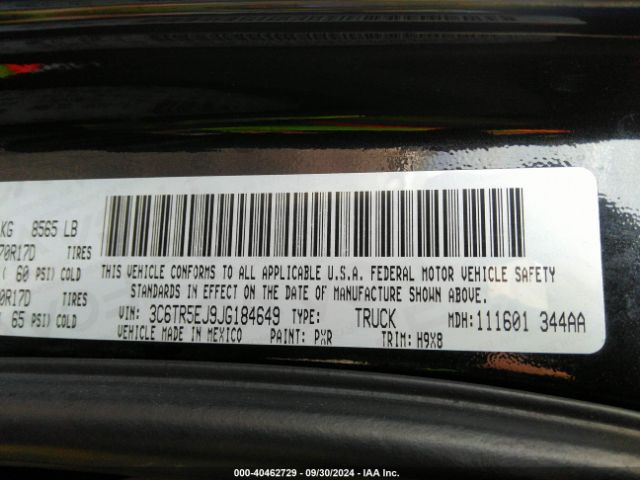 KG 8565 LB
70R17D TIRES
( 60 PSI) COLD
0R17D TIRES
( 65 PSI) COLD
THIS VEHICLE CONFORMS TO ALL APPLICABLE U.S.A. FEDERAL MOTOR VEHICLE SAFETY
STANDARDS IN EFFECT ON THE DATE OF MANUFACTURE SHOWN ABOVE.
VIN: 3C6TR5EJ9JG184649 TYPE: TRUCK MDH: 111601 344AA
VEHICLE MADE IN MEXICO PAINT: PXR TRIM: H9X8
000-40462729 - 09/30/2024 - IAA Inc.